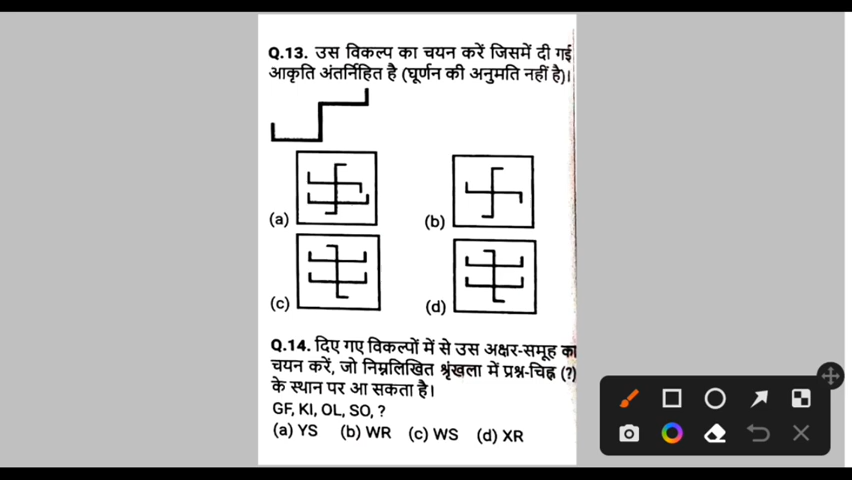 Q.13. उस विकल्प का चयन करें जिसमें दी गई
आकृति अंतर्निहित है (घूर्णन की अनुमति नहीं है)।
(a)
(b)
(c)
(d)
Q.14. दिए गए विकल्पों में से उस अक्षर-समूह का
चयन करें, जो निम्नलिखित श्रृंखला में प्रश्न-चिह्न (?)
के स्थान पर आ सकता है।
GF, KI, OL, SO, ?
(a) YS (b) WR (c) WS (d) XR